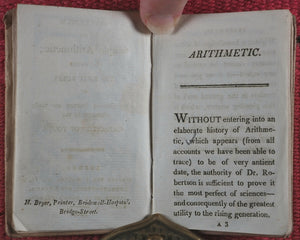 M. Bryer, Printer, Bridewell-Hospital,
Bridge-Street.
ARITHMETIC.
WITHOUT entering into an
elaborate history of Arithme-
tic, which appears (from all
accounts we have been able to
trace) to be of very antient
date, the authority of Dr. Ro-
bertson is sufficient to prove it
the most perfect of sciences—
and consequently of the greatest
utility to the rising generation.
A 3